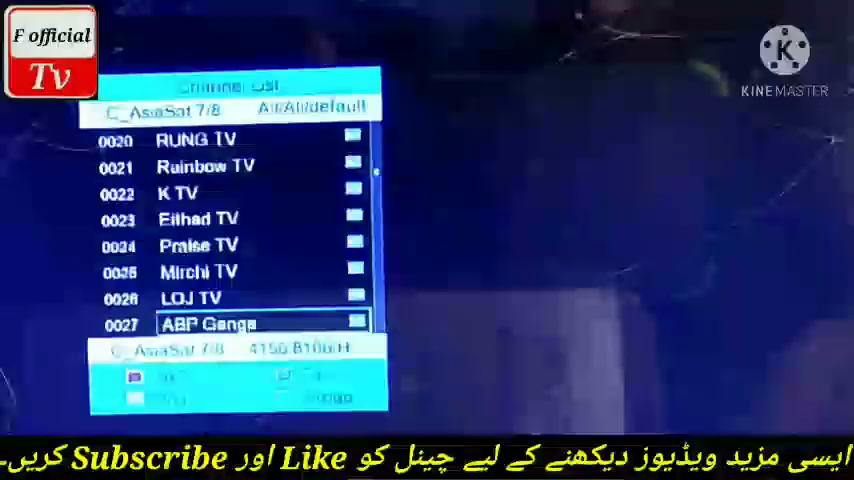 F official
Tv
KINEMASTER
Channel List
C_AsiaSat 7/8 All/All/default
0020 RUNG TV
0021 Rainbow TV
0022 K TV
0023 Eithad TV
0024 Praise TV
0025 Mirchi TV
0026 LOJ TV
0027 ABP Ganga
C_AsiaSat 7/8
ایسی مزید ویڈیوز دیکھنے کے لیے چینل کو Like اور Subscribe کریں۔